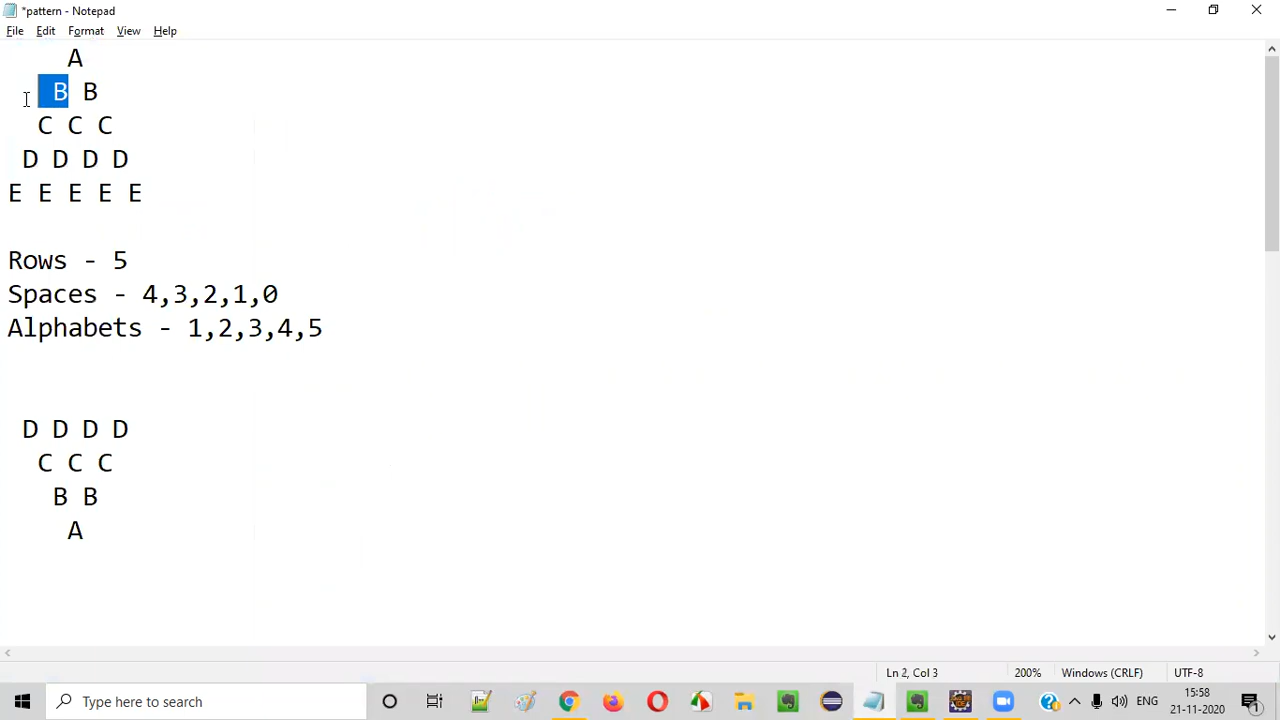 *pattern - Notepad
File Edit Format View Help
A
B B
C C C
D D D D
E E E E E
Rows - 5
Spaces - 4,3,2,1,0
Alphabets - 1,2,3,4,5
D D D D
C C C
B B
A
Ln 2, Col 3 200% Windows (CRLF) UTF-8
Type here to search
ENG
15:58
21-11-2020
1